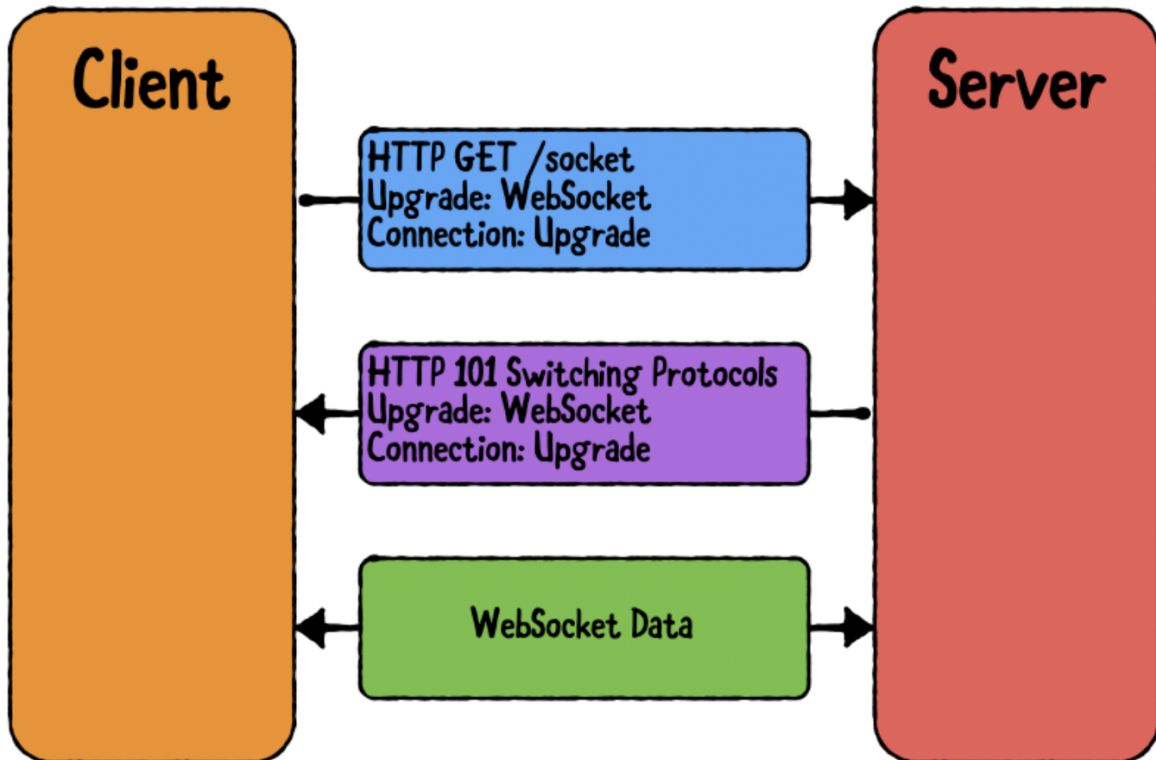 Client
Server
HTTP GET /socket
Upgrade: WebSocket
Connection: Upgrade
HTTP 101 Switching Protocols
Upgrade: WebSocket
Connection: Upgrade
WebSocket Data